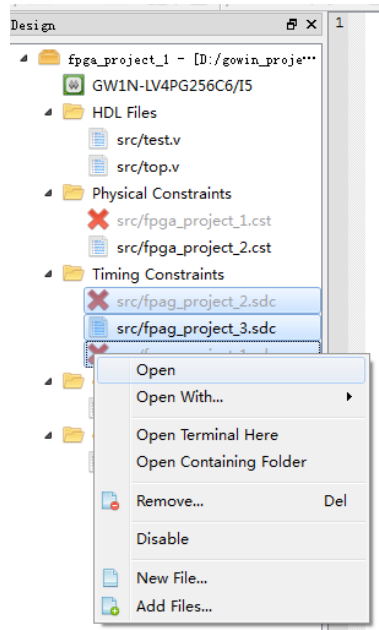 Design
1
fpga_project_1 - [D:/gowin_proje...
GW1N-LV4PG256C6/I5
HDL Files
src/test.v
src/top.v
Physical Constraints
src/fpga_project_1.cst
src/fpga_project_2.cst
Timing Constraints
src/fpag_project_2.sdc
src/fpag_project_3.sdc
Open
Open With...
Open Terminal Here
Open Containing Folder
Remove... Del
Disable
New File...
Add Files...